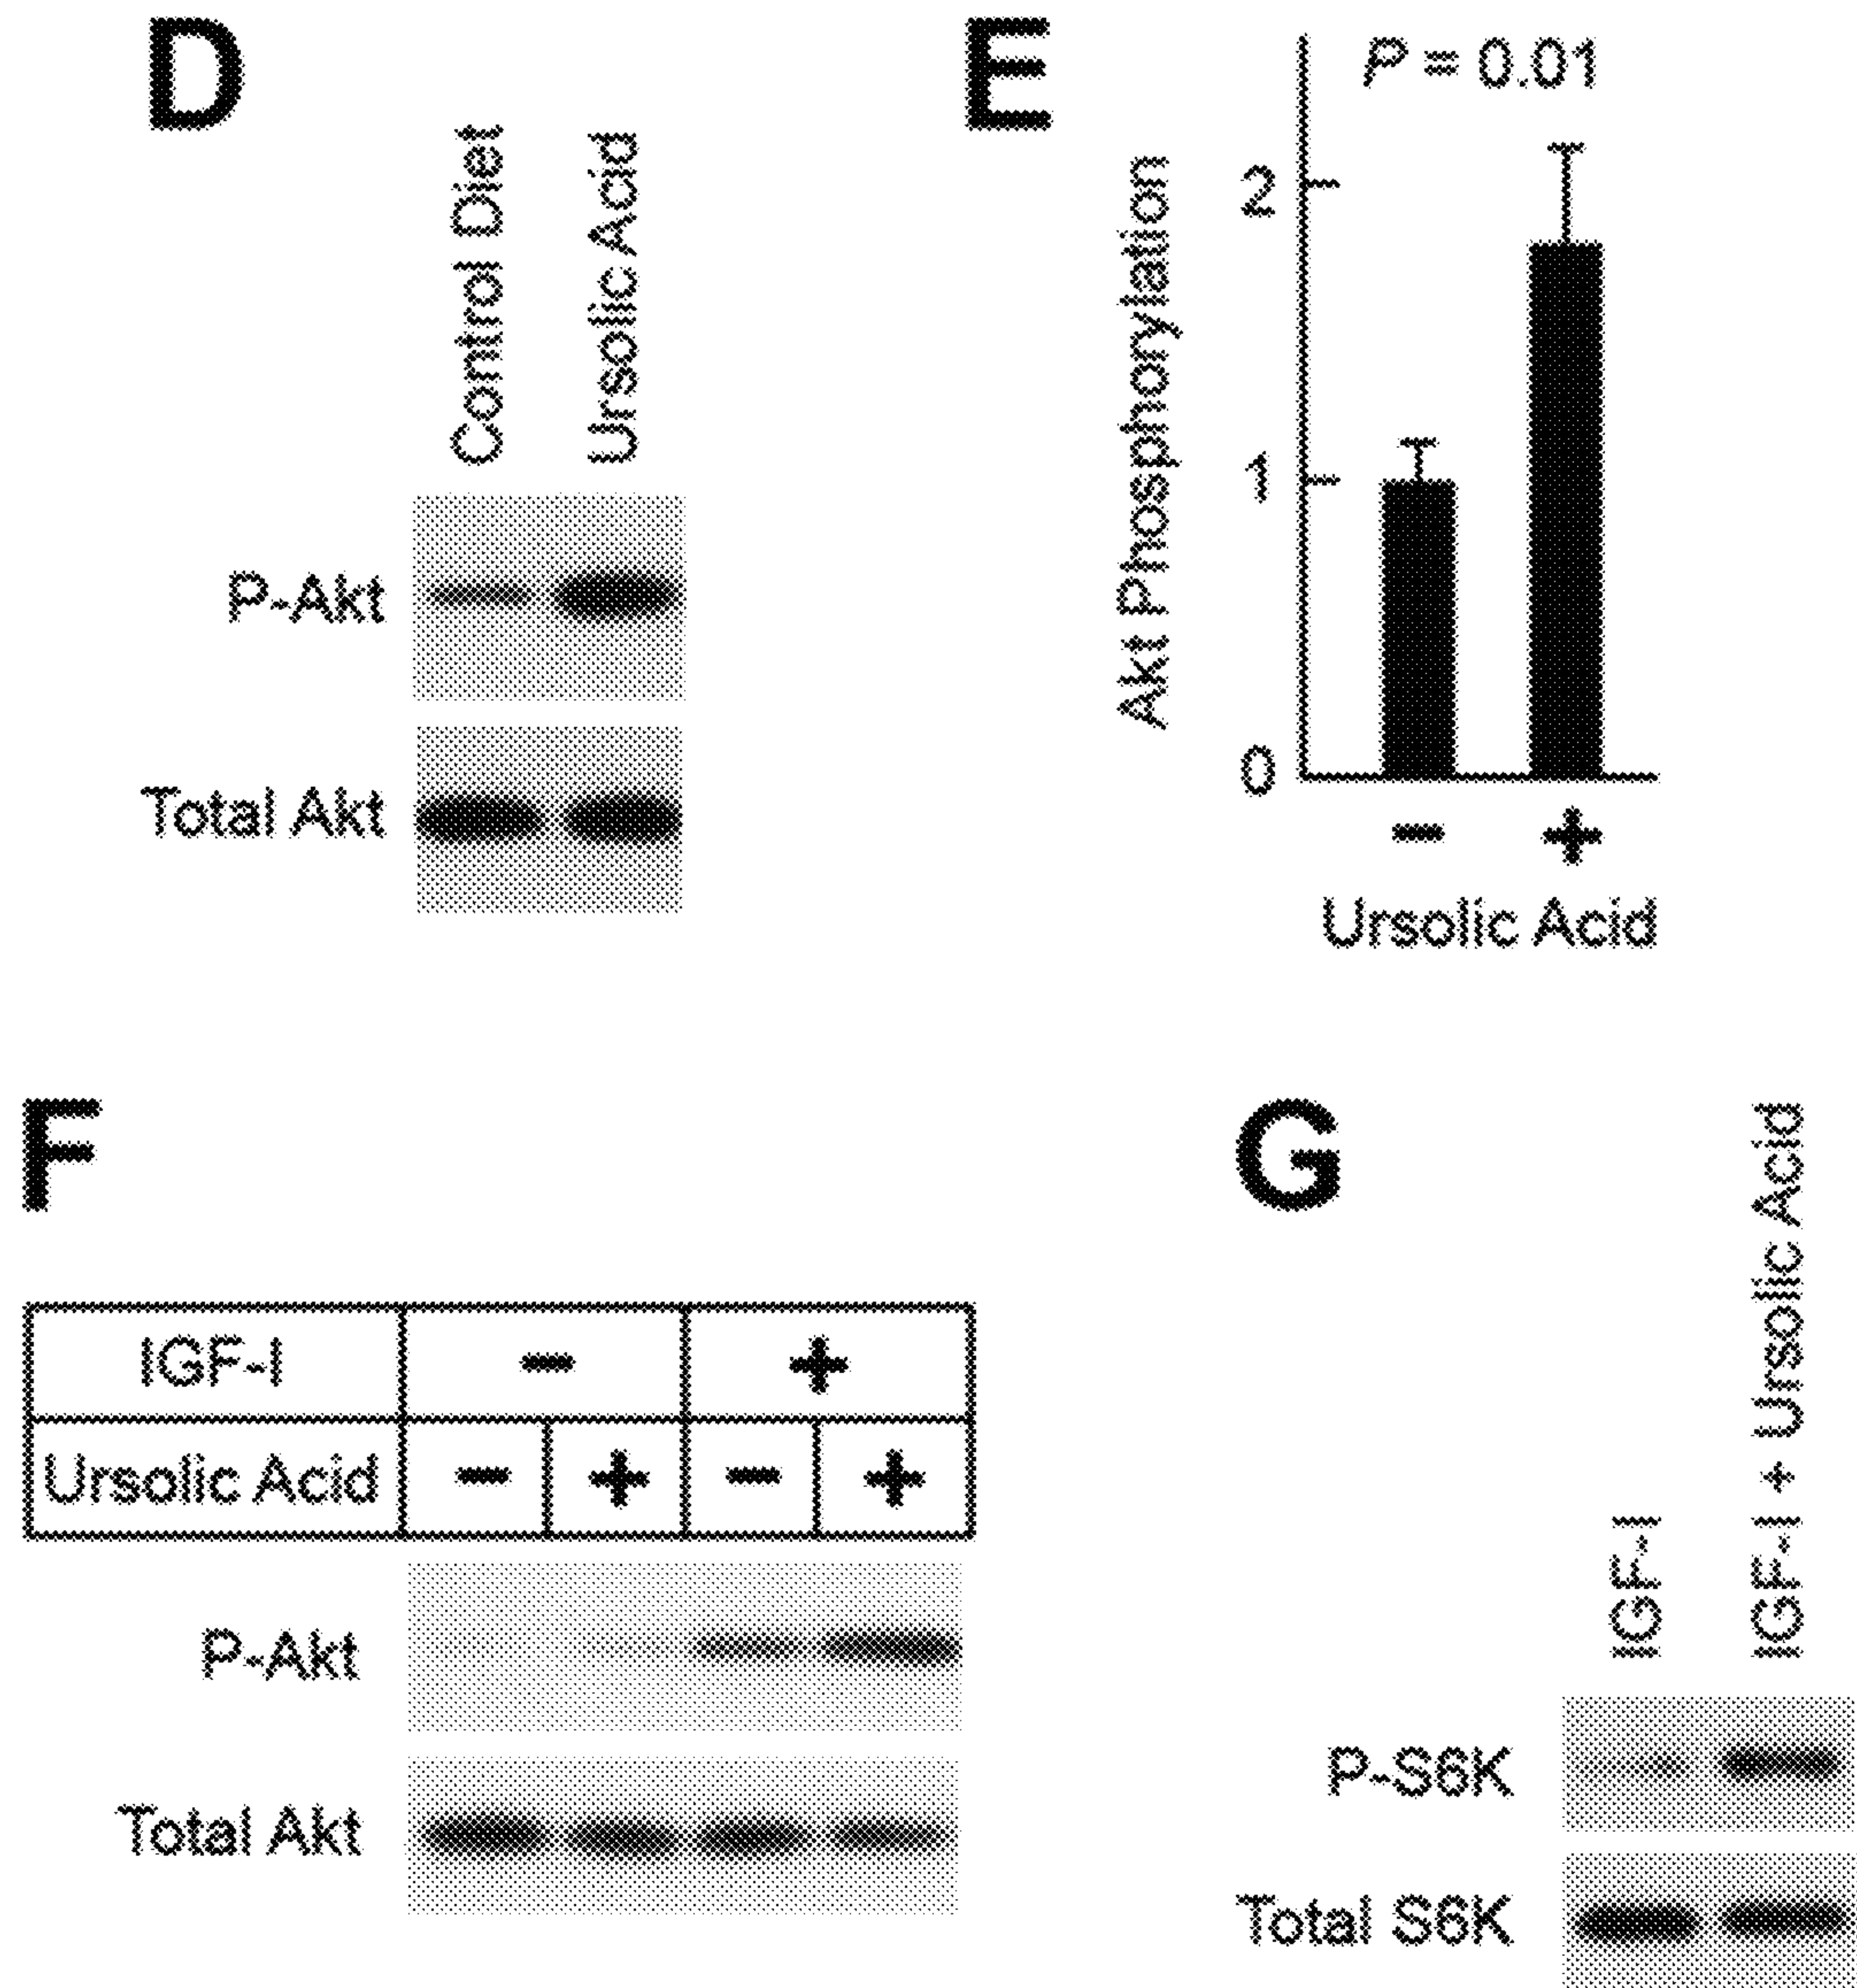 D
Control Diet
Ursolic Acid
P-Akt
Total Akt
E
P = 0.01
Akt Phosphorylation
2
1
0
− +
Ursolic Acid
F
IGF-I − +
Ursolic Acid − + − +
P-Akt
Total Akt
G
IGF-I
IGF-I + Ursolic Acid
P-S6K
Total S6K